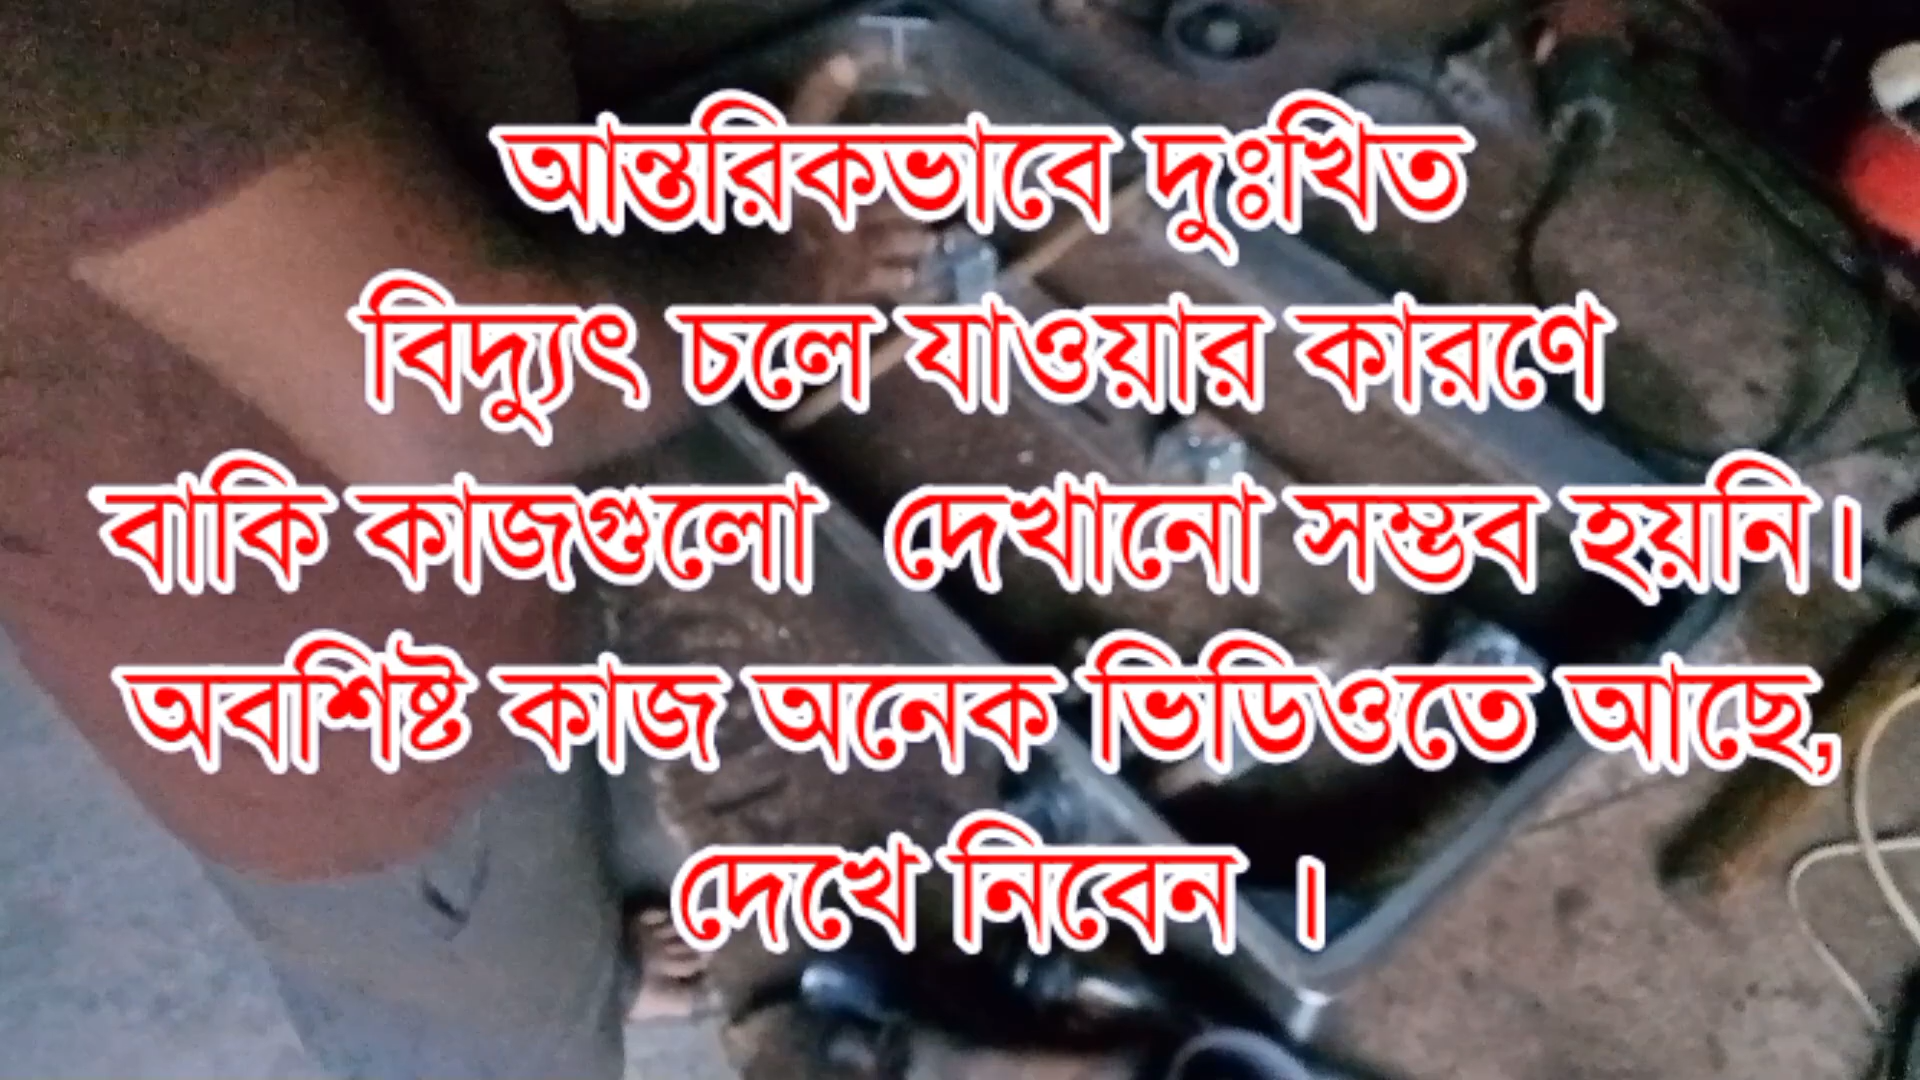 আন্তরিকভাবে দুঃখিত
বিদ্যুৎ চলে যাওয়ার কারণে
বাকি কাজগুলো দেখানো সম্ভব হয়নি।
অবশিষ্ট কাজ অনেক ভিডিওতে আছে,
দেখে নিবেন ।